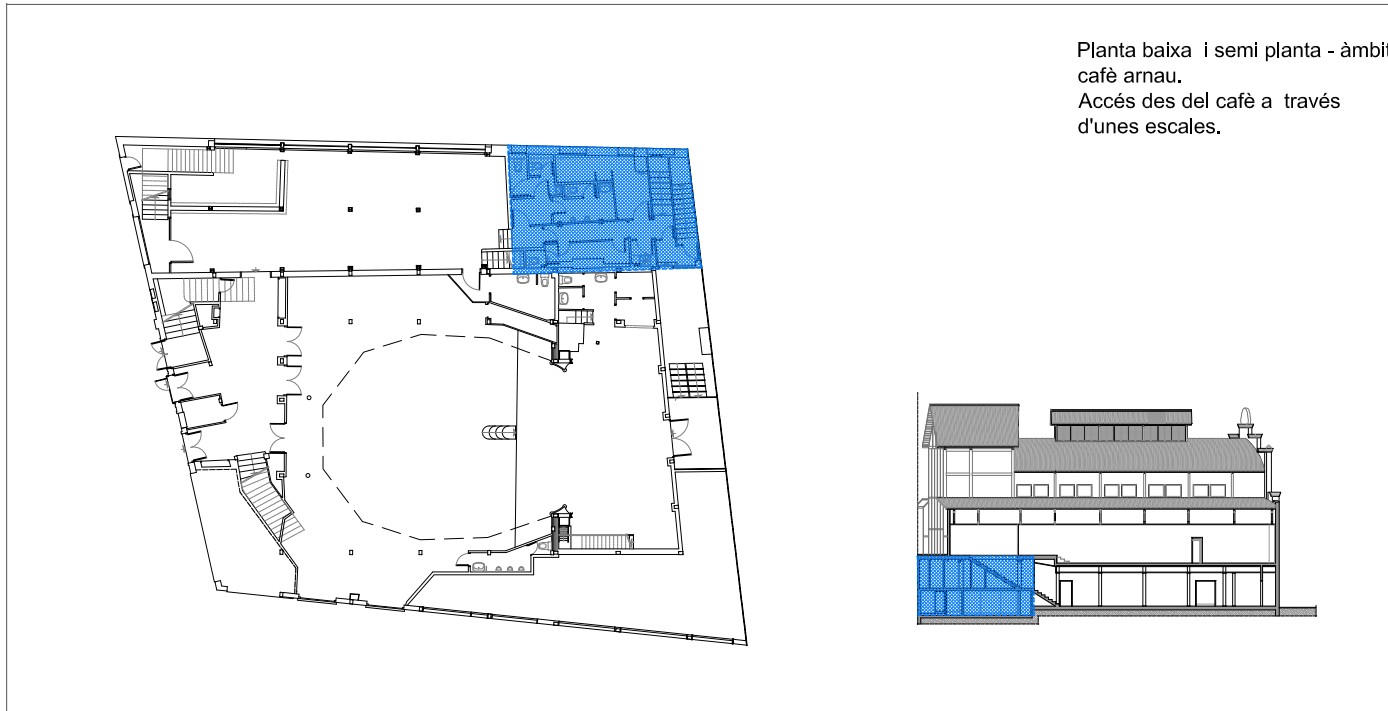 Planta baixa i semi planta - àmbit
cafè arnau.
Accés des del cafè a través
d'unes escales.